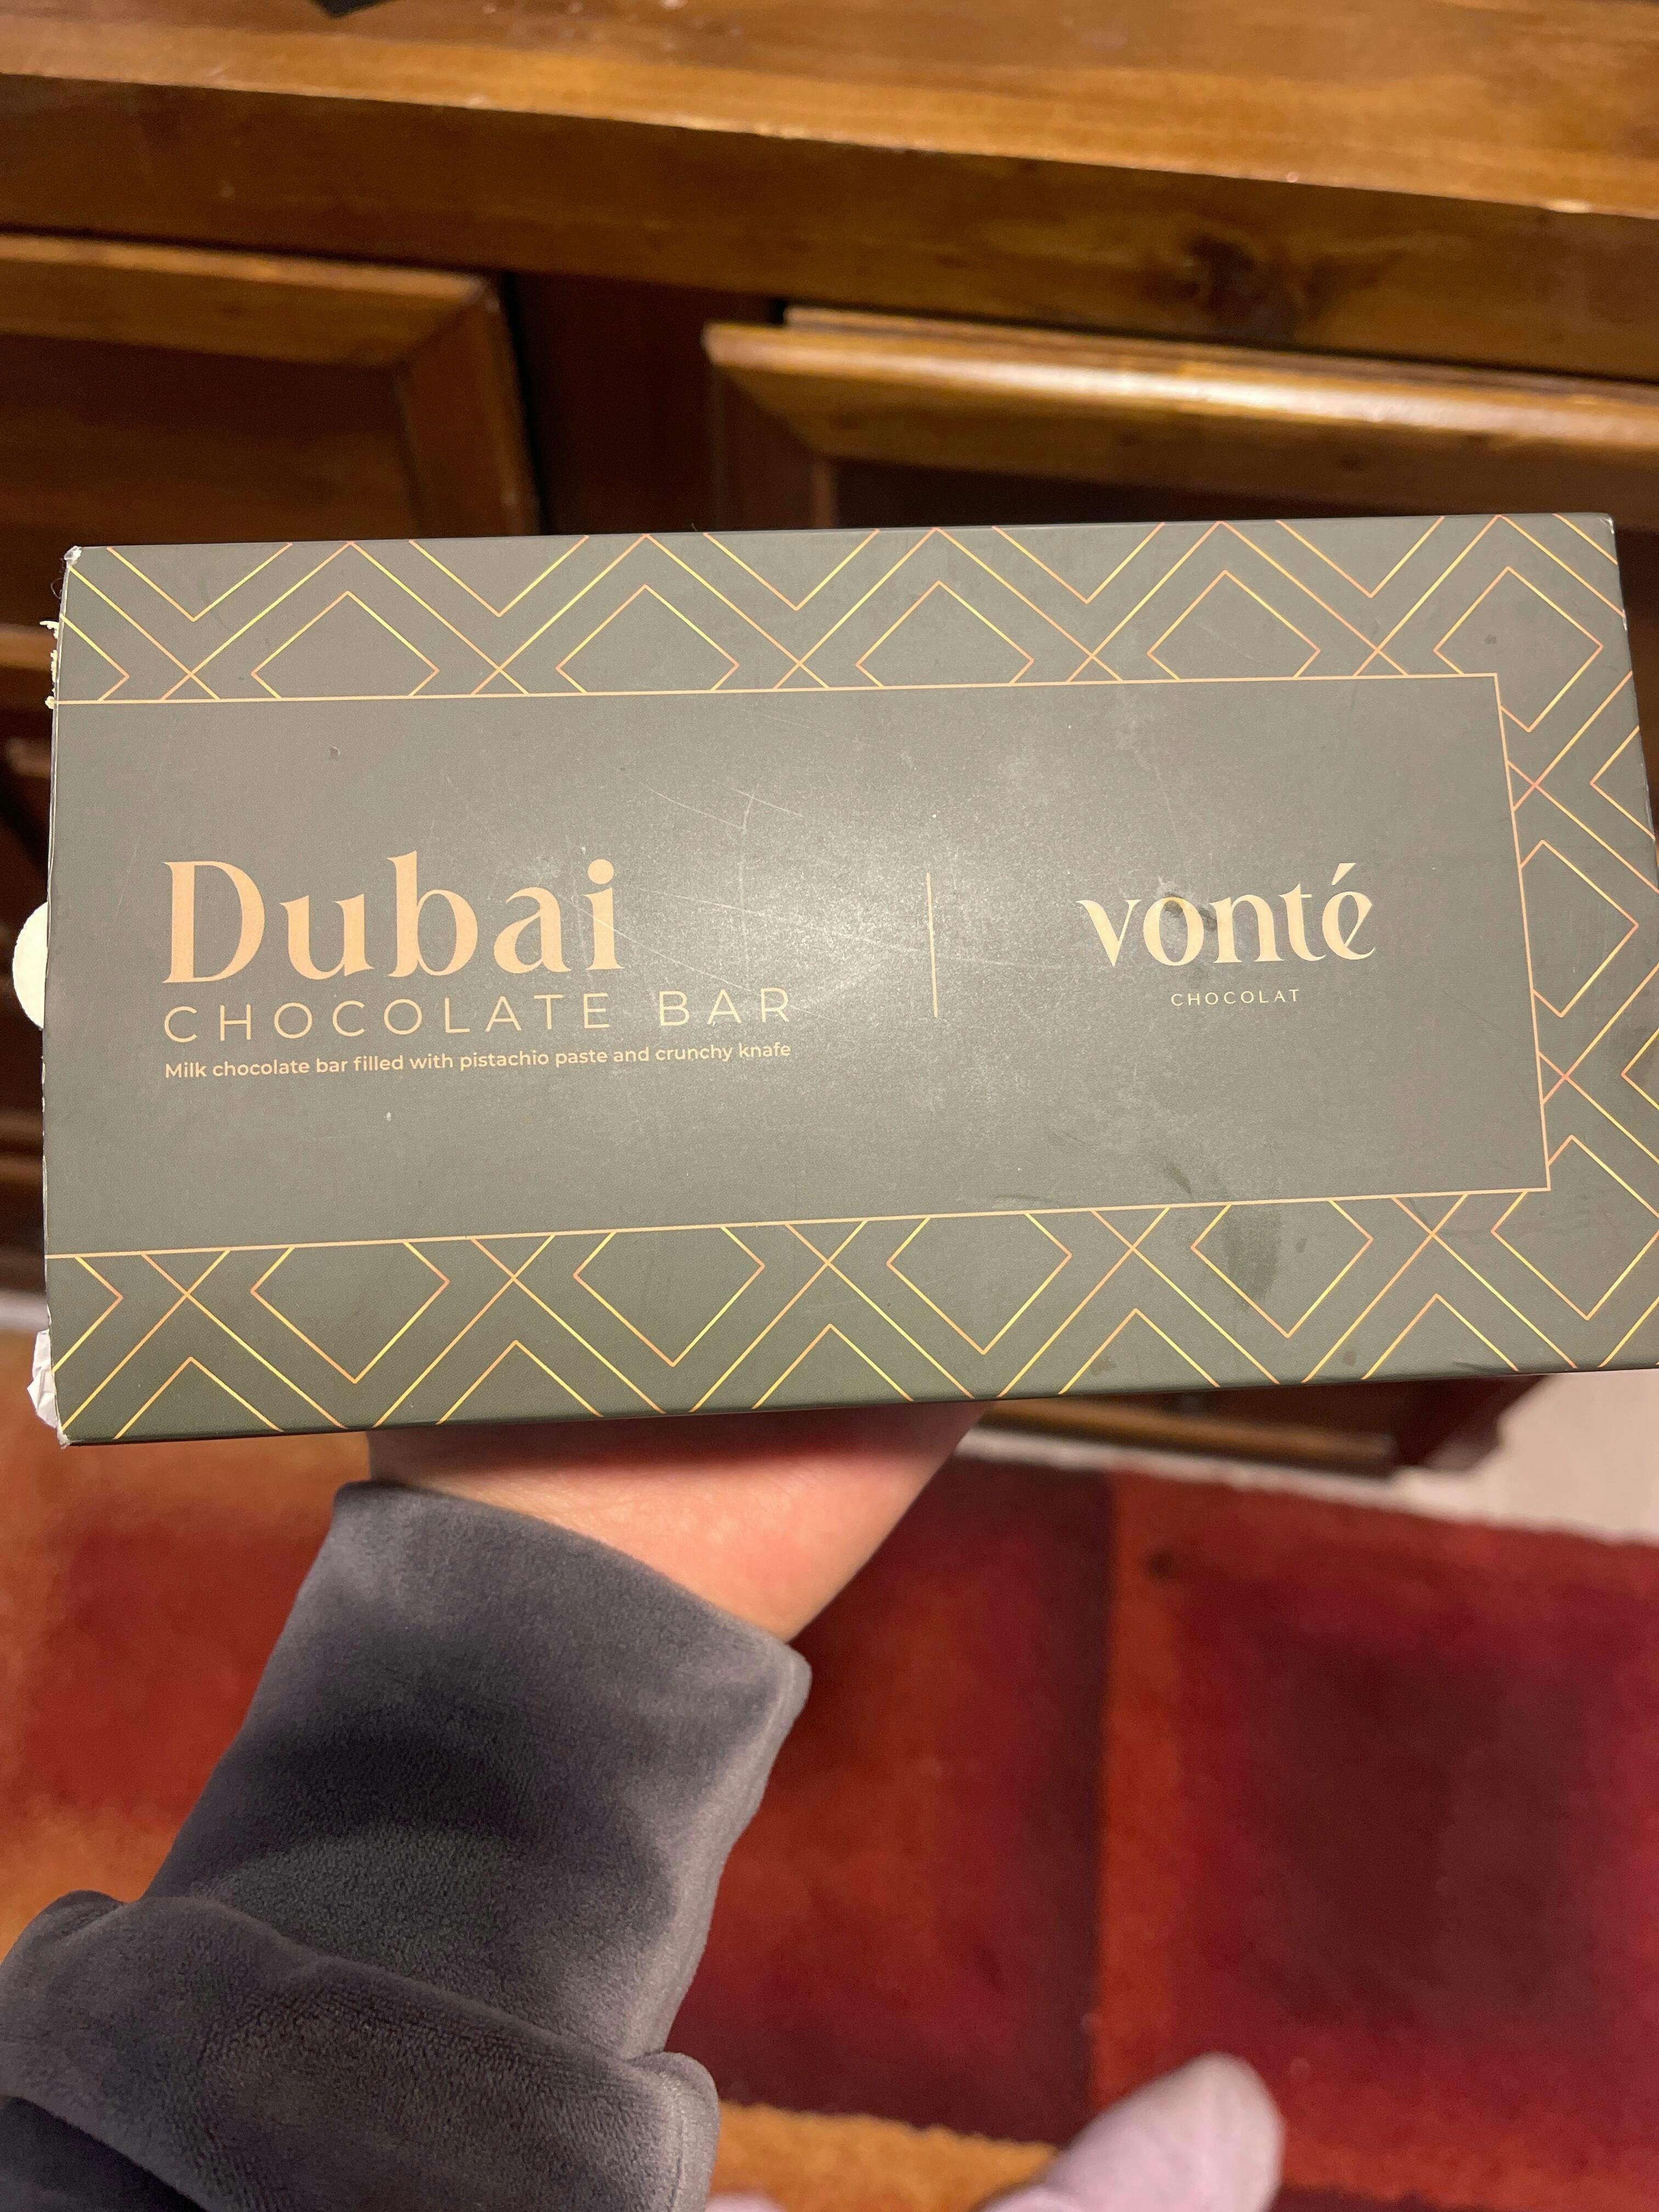 Dubai
CHOCOLATE BAR
Milk chocolate bar filled with pistachio paste and crunchy knafe
vonté
CHOCOLAT